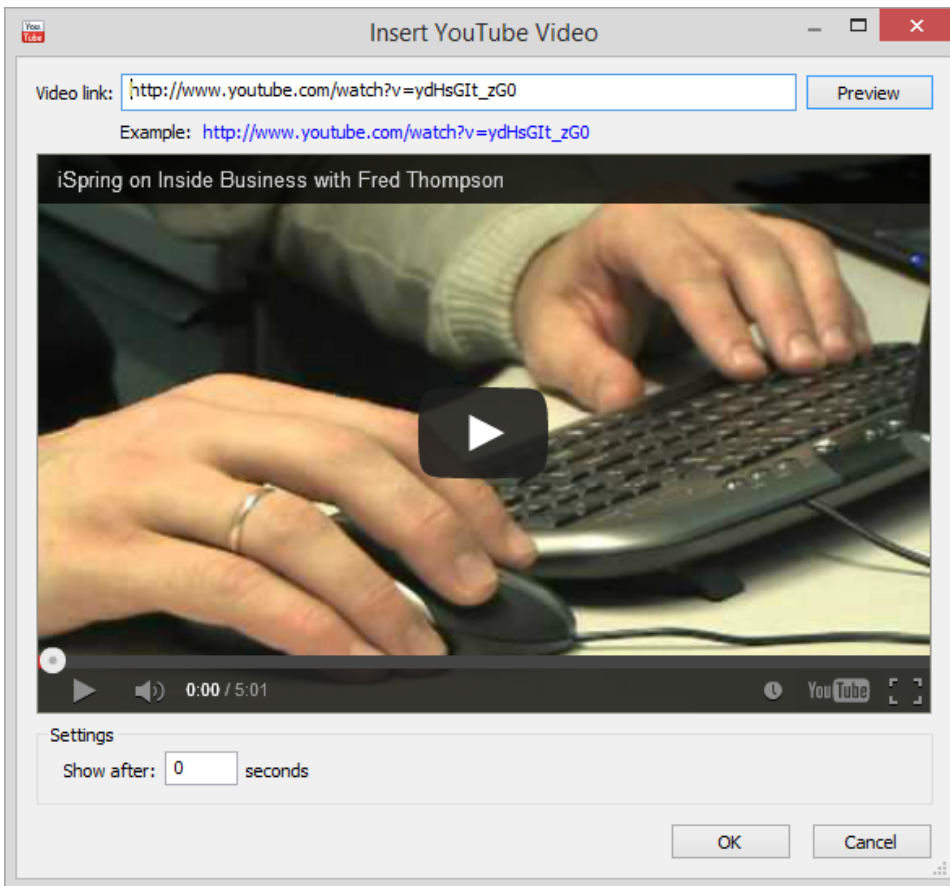 You Tube
Insert YouTube Video
Video link: http://www.youtube.com/watch?v=ydHsGIt_zG0 Preview
Example: http://www.youtube.com/watch?v=ydHsGIt_zG0
iSpring on Inside Business with Fred Thompson
0:00 / 5:01 YouTube
Settings
Show after: 0 seconds
OK Cancel